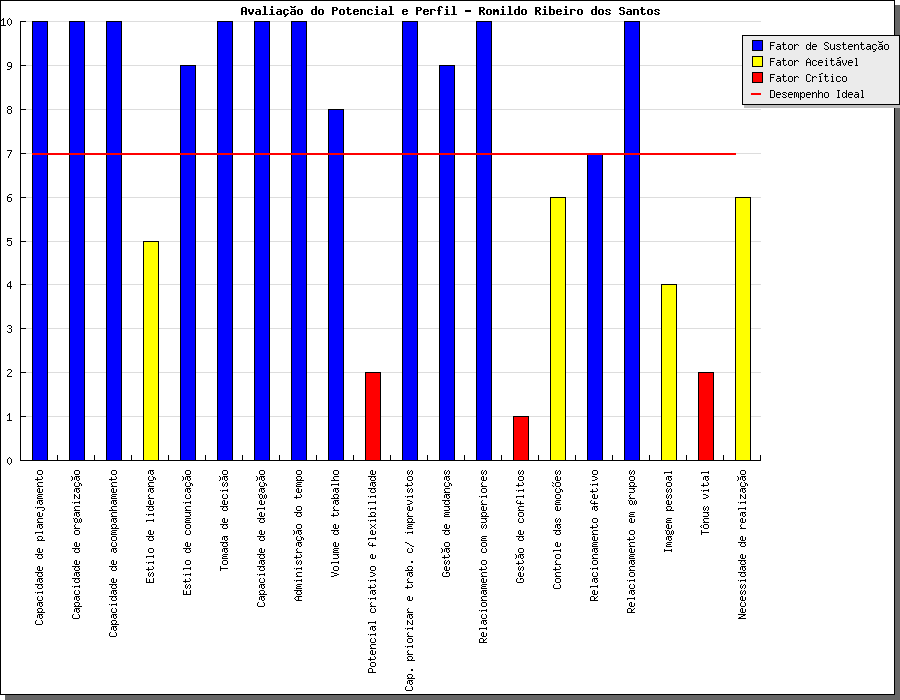 Avaliação do Potencial e Perfil - Romildo Ribeiro dos Santos
10
9
8
7
6
5
4
3
2
1
0
Fator de Sustentação
Fator Aceitável
Fator Crítico
Desempenho Ideal
Capacidade de planejamento
Capacidade de organização
Capacidade de acompanhamento
Estilo de liderança
Estilo de comunicação
Tomada de decisão
Capacidade de delegação
Administração do tempo
Volume de trabalho
Potencial criativo e flexibilidade
Cap. priorizar e trab. c/ imprevistos
Gestão de mudanças
Relacionamento com superiores
Gestão de conflitos
Controle das emoções
Relacionamento afetivo
Relacionamento em grupos
Imagem pessoal
Tônus vital
Necessidade de realização